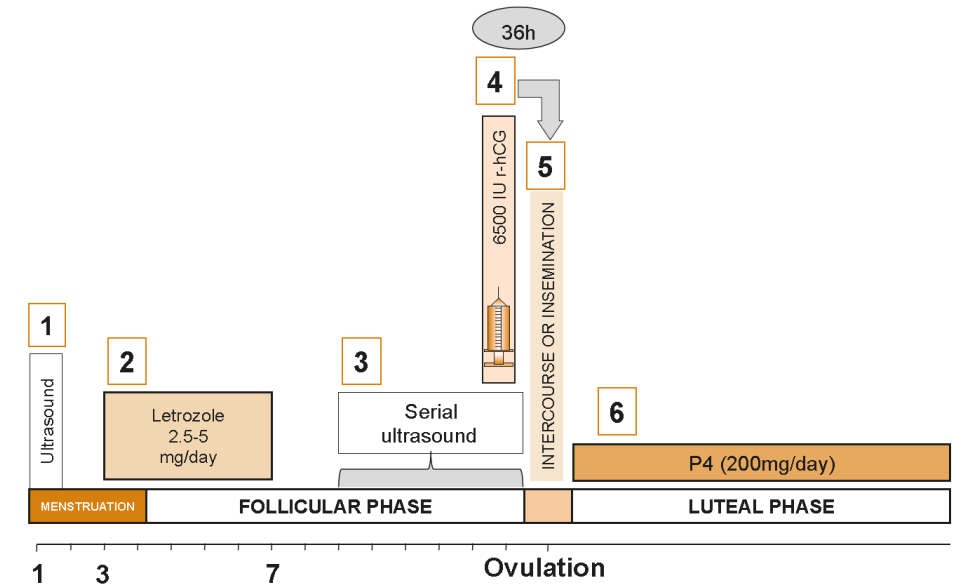 36h
4
6500 IU r-hCG
5
INTERCOURSE OR INSEMINATION
1
Ultrasound
2
Letrozole
2.5-5
mg/day
3
Serial
ultrasound
6
P4 (200mg/day)
MENSTRUATION
FOLLICULAR PHASE
LUTEAL PHASE
1
3
7
Ovulation